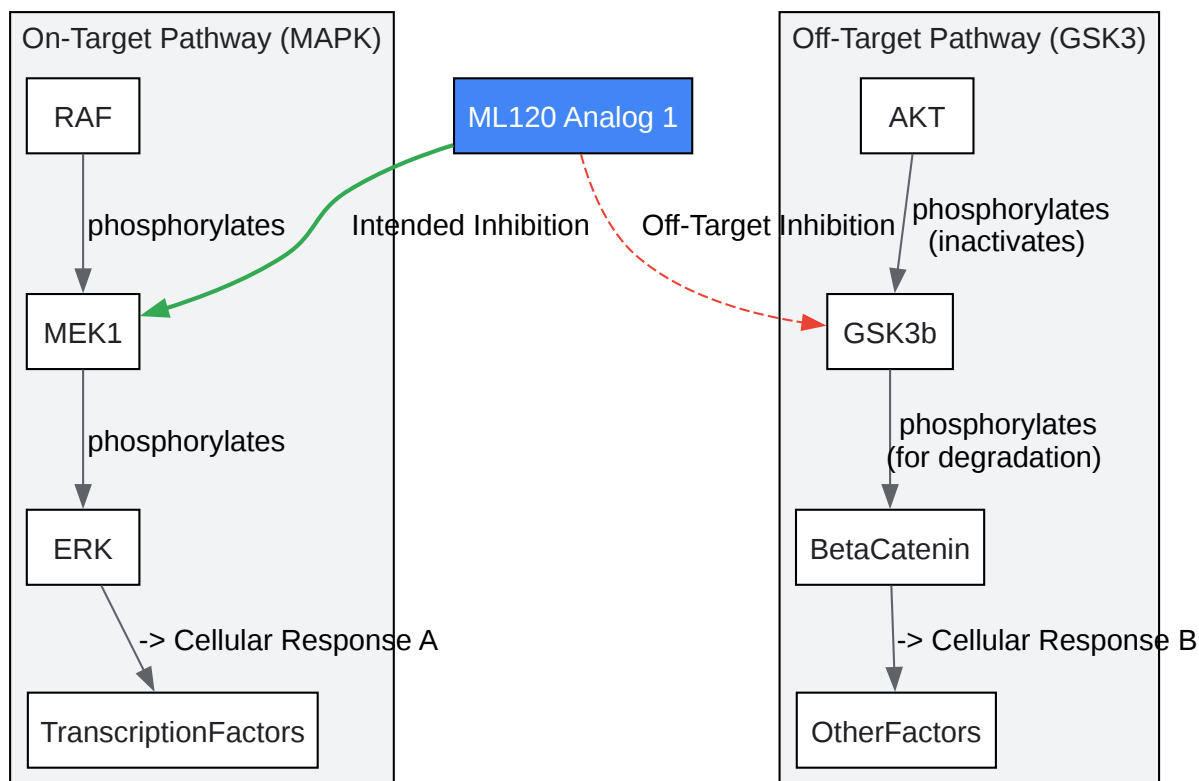 On-Target Pathway (MAPK)
RAF
phosphorylates
MEK1
phosphorylates
ERK
-> Cellular Response A
TranscriptionFactors
ML120 Analog 1
Intended Inhibition
Off-Target Inhibition
Off-Target Pathway (GSK3)
AKT
phosphorylates
(inactivates)
GSK3b
phosphorylates
(for degradation)
BetaCatenin
-> Cellular Response B
OtherFactors